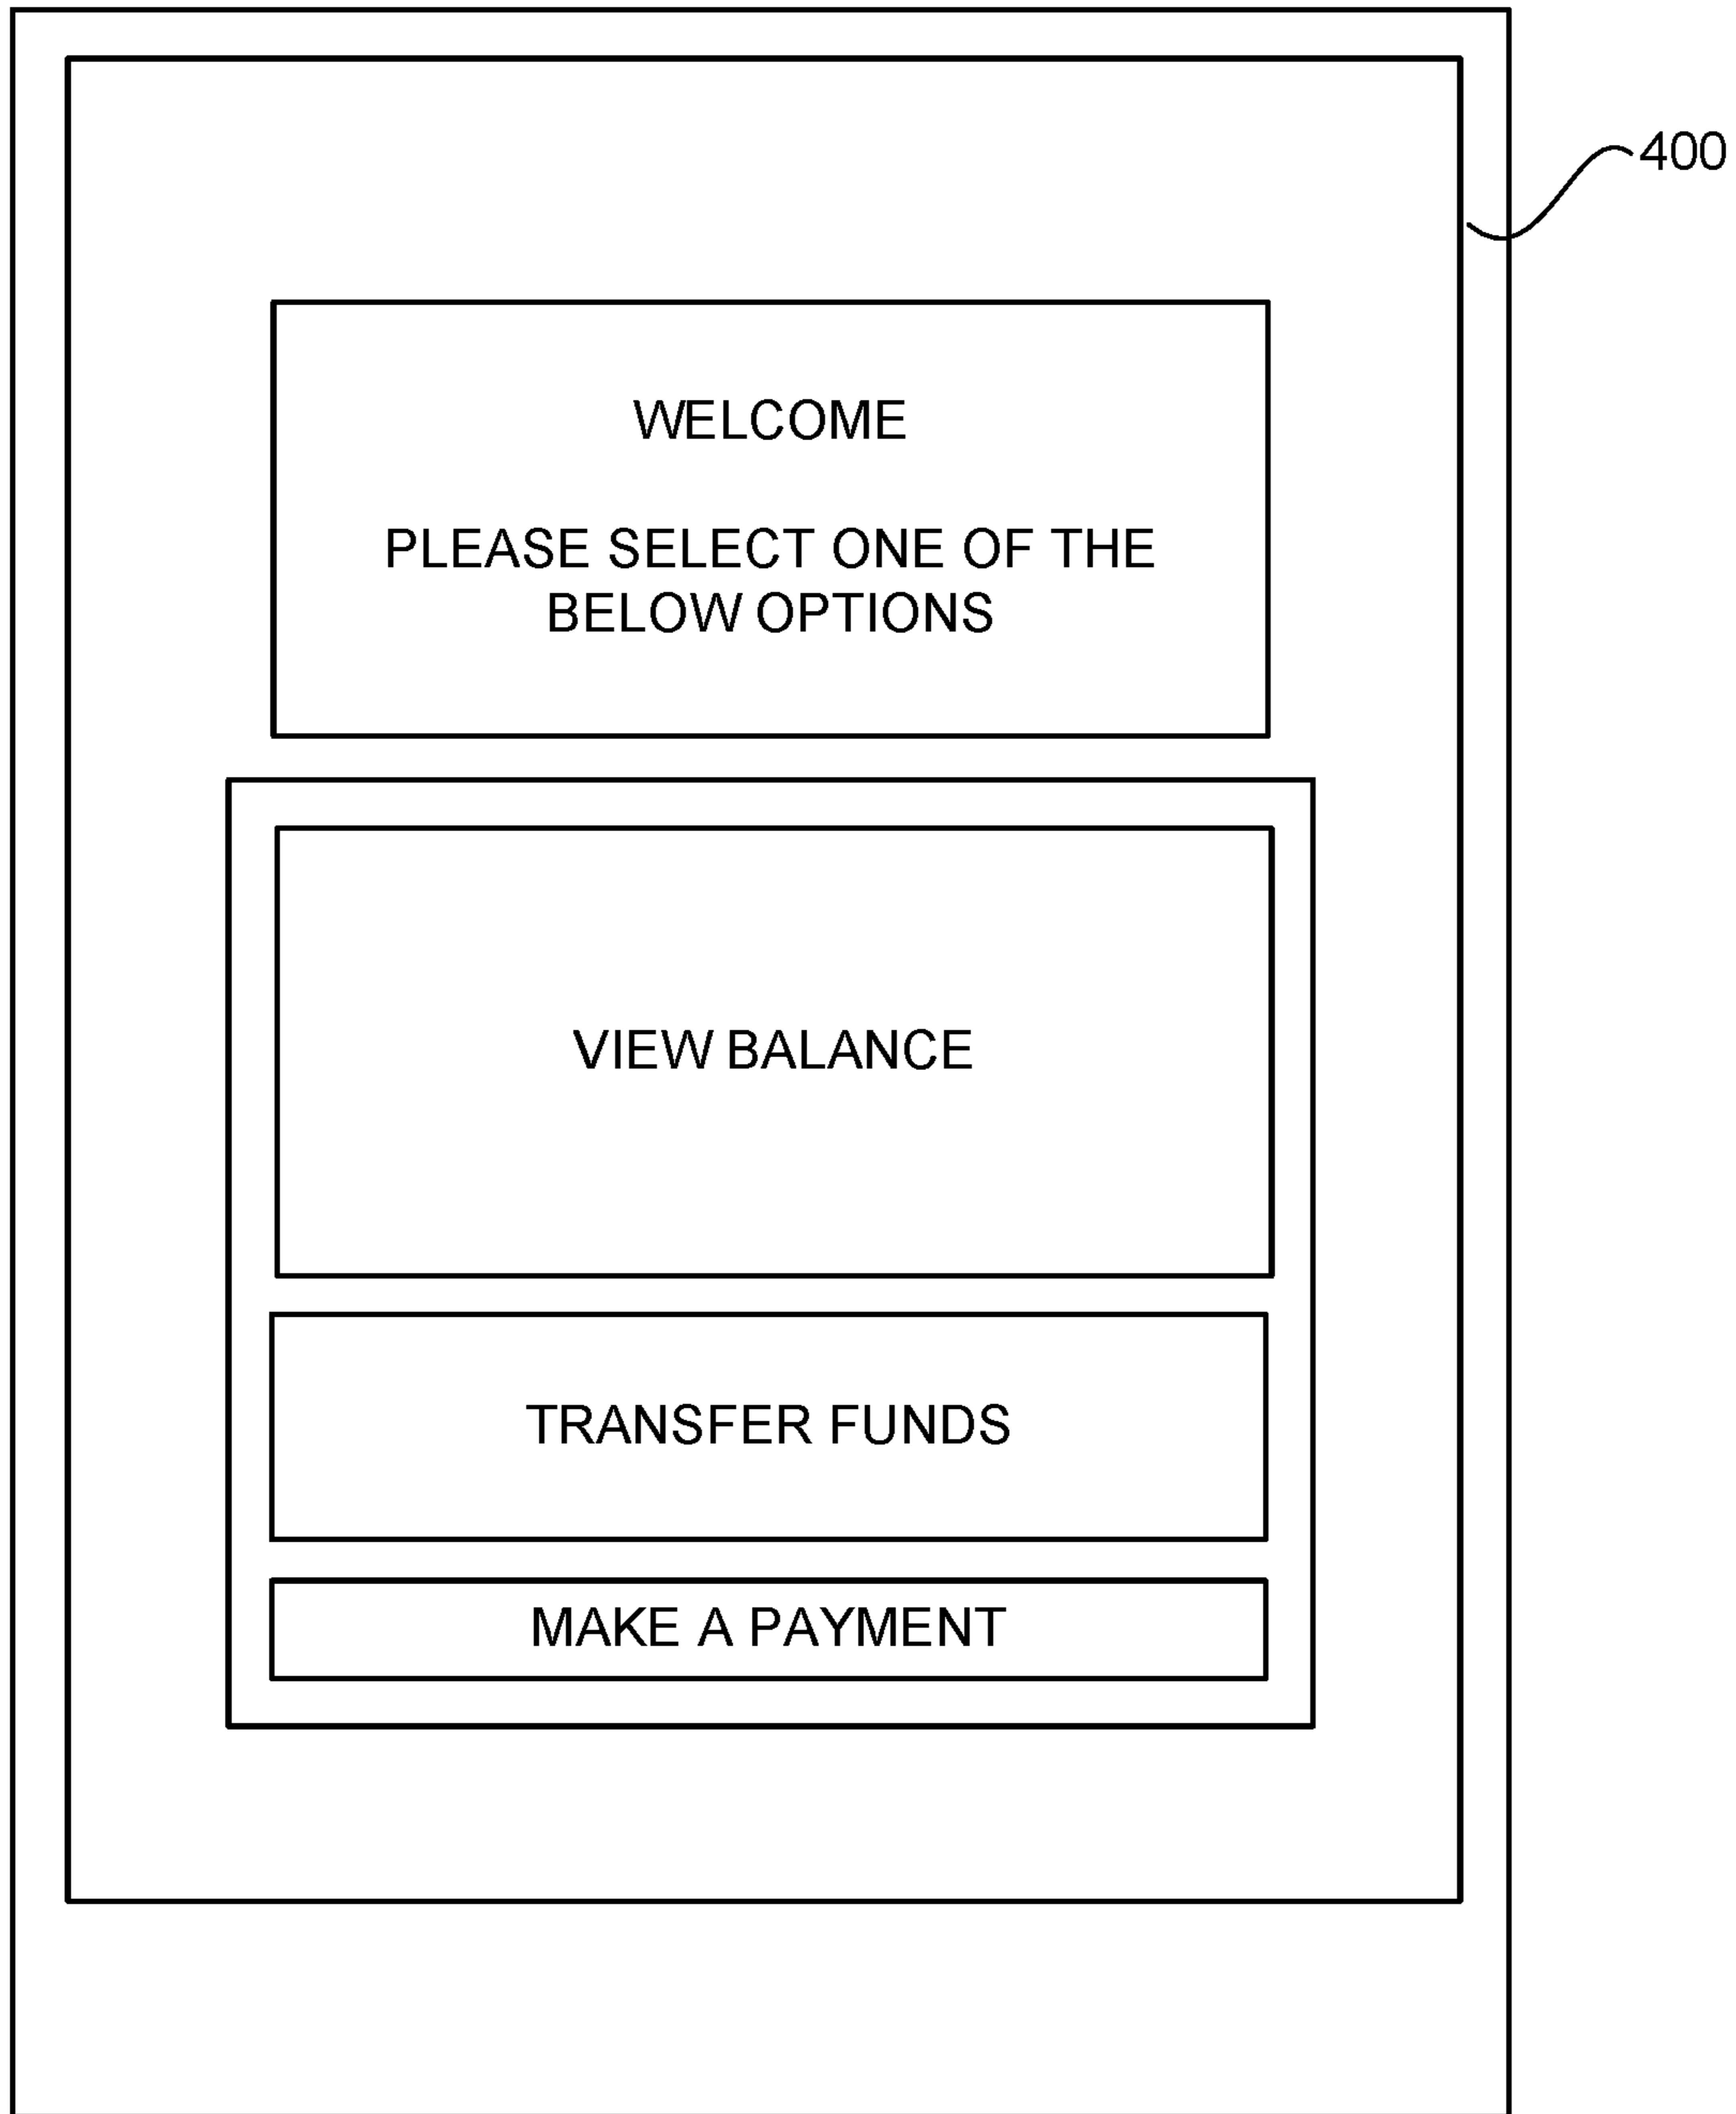 400
WELCOME
PLEASE SELECT ONE OF THE
BELOW OPTIONS
VIEW BALANCE
TRANSFER FUNDS
MAKE A PAYMENT